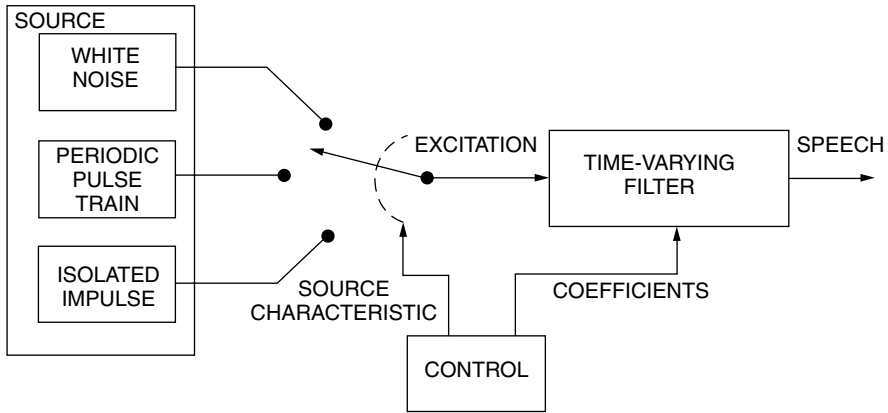 SOURCE
WHITE
NOISE
PERIODIC
PULSE
TRAIN
ISOLATED
IMPULSE
EXCITATION
TIME-VARYING
FILTER
SPEECH
SOURCE
CHARACTERISTIC
COEFFICIENTS
CONTROL